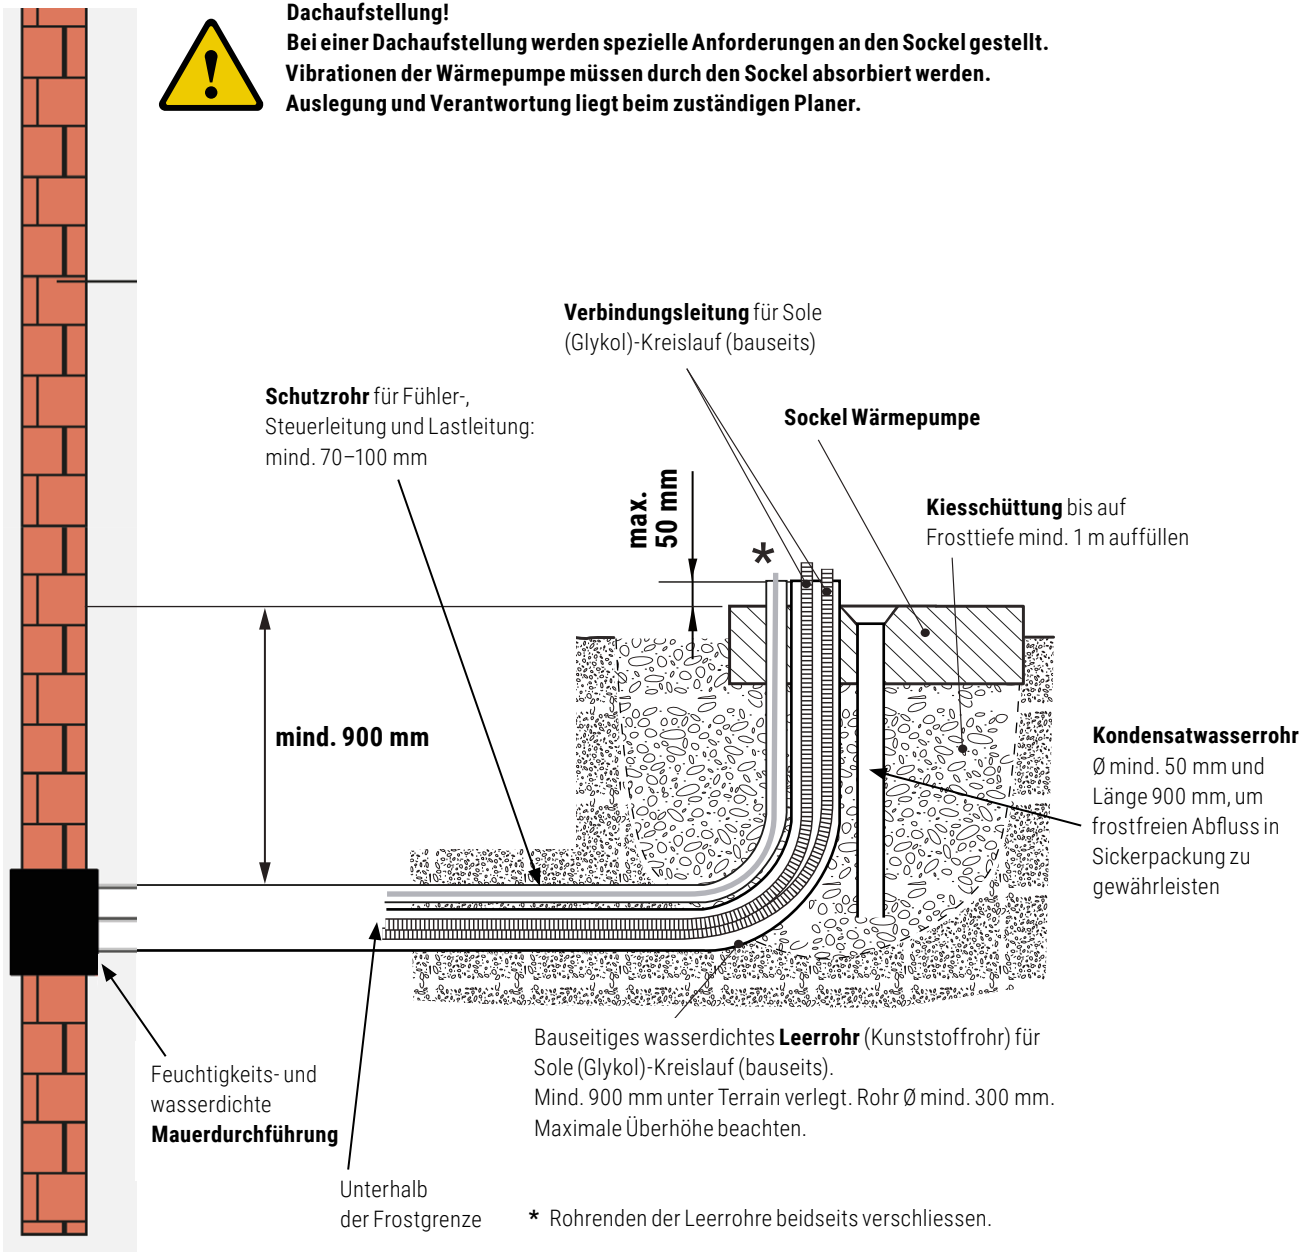 Dachaufstellung!
Bei einer Dachaufstellung werden spezielle Anforderungen an den Sockel gestellt.
Vibrationen der Wärmepumpe müssen durch den Sockel absorbiert werden.
Auslegung und Verantwortung liegt beim zuständigen Planer.
Verbindungsleitung für Sole
(Glykol)-Kreislauf (bauseits)
Schutzrohr für Fühler-,
Steuerleitung und Lastleitung:
mind. 70–100 mm
Sockel Wärmepumpe
max.
50 mm
Kiesschüttung bis auf
Frosttiefe mind. 1 m auffüllen
*
mind. 900 mm
Kondensatwasserrohr
Ø mind. 50 mm und
Länge 900 mm, um
frostfreien Abfluss in
Sickerpackung zu
gewährleisten
Bauseitiges wasserdichtes Leerrohr (Kunststoffrohr) für
Sole (Glykol)-Kreislauf (bauseits).
Mind. 900 mm unter Terrain verlegt. Rohr Ø mind. 300 mm.
Maximale Überhöhe beachten.
Feuchtigkeits- und
wasserdichte
Mauerdurchführung
Unterhalb
der Frostgrenze
* Rohrenden der Leerrohre beidseits verschliessen.